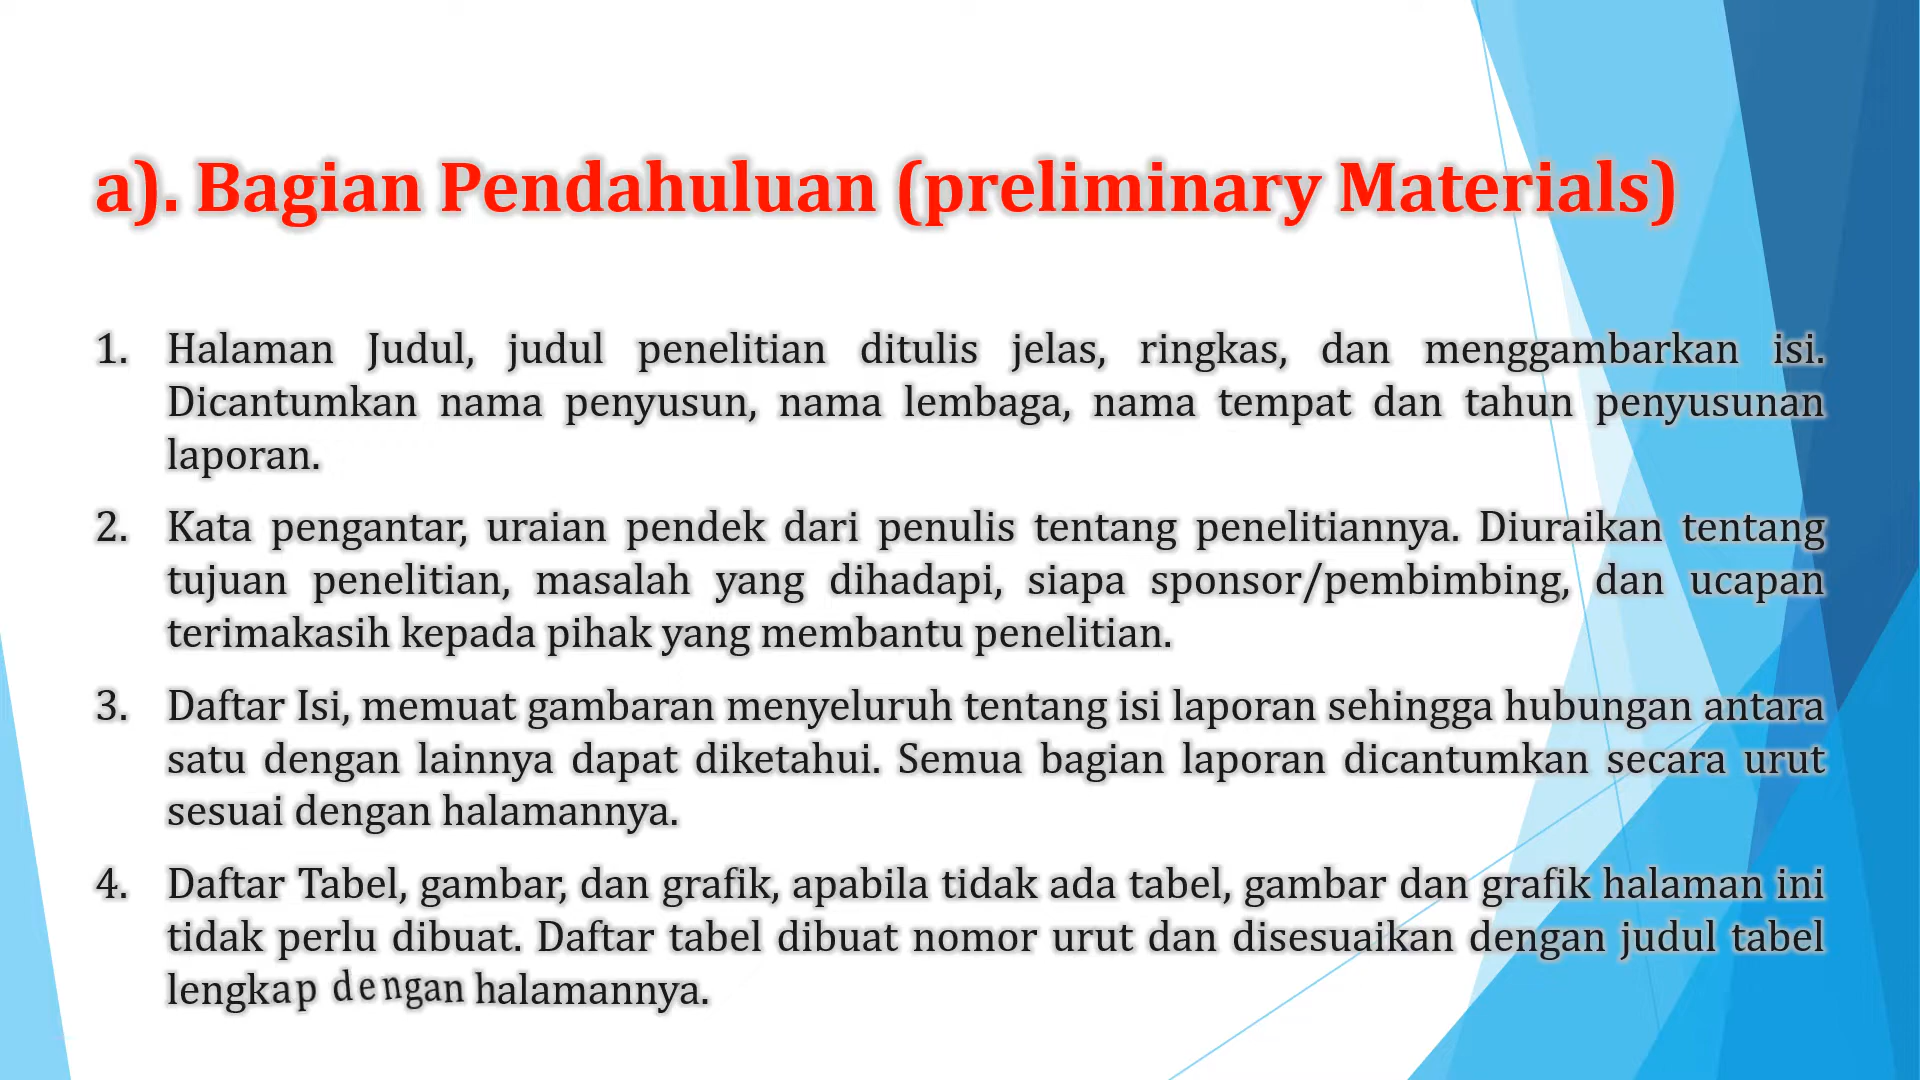 a). Bagian Pendahuluan (preliminary Materials)
1. Halaman Judul, judul penelitian ditulis jelas, ringkas, dan menggambarkan isi.
Dicantumkan nama penyusun, nama lembaga, nama tempat dan tahun penyusunan
laporan.
2. Kata pengantar, uraian pendek dari penulis tentang penelitiannya. Diuraikan tentang
tujuan penelitian, masalah yang dihadapi, siapa sponsor/pembimbing, dan ucapan
terimakasih kepada pihak yang membantu penelitian.
3. Daftar Isi, memuat gambaran menyeluruh tentang isi laporan sehingga hubungan antara
satu dengan lainnya dapat diketahui. Semua bagian laporan dicantumkan secara urut
sesuai dengan halamannya.
4. Daftar Tabel, gambar, dan grafik, apabila tidak ada tabel, gambar dan grafik halaman ini
tidak perlu dibuat. Daftar tabel dibuat nomor urut dan disesuaikan dengan judul tabel
lengkap dengan halamannya.